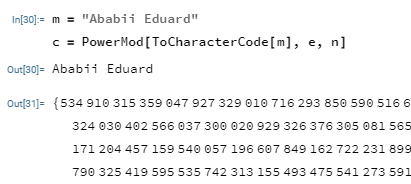 In[30]:= m = "Ababii Eduard"
c = PowerMod[ToCharacterCode[m], e, n]
Out[30]= Ababii Eduard
Out[31]= {534 910 315 359 047 927 329 010 716 293 850 590 516 6
324 030 402 566 037 300 020 929 326 376 305 081 565
171 204 457 159 540 057 196 607 849 162 722 231 899
790 325 419 595 535 742 313 155 493 475 541 273 591